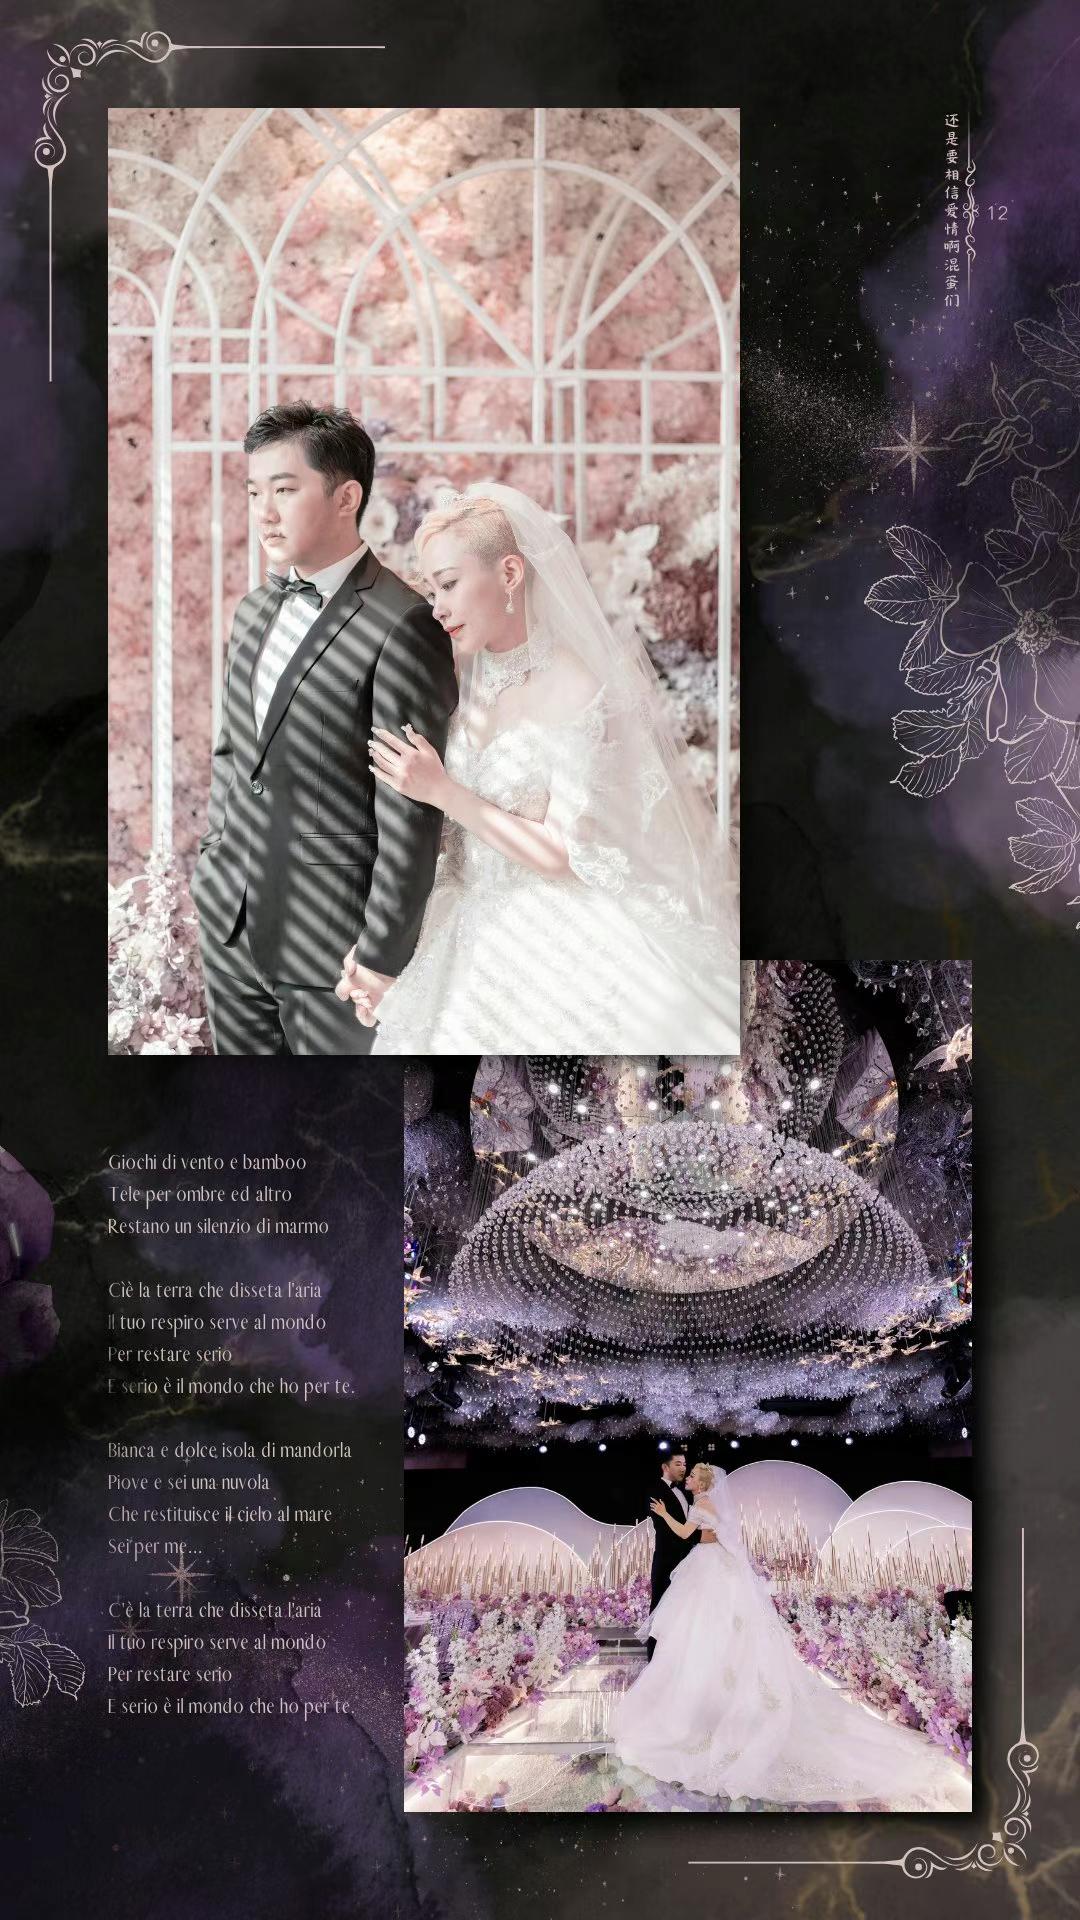 还是要相信爱情啊混蛋们
12
Giochi di vento e bamboo
Tele per ombre ed altro
Restano un silenzio di marmo
Cìè la terra che disseta l'aria
Il tuo respiro serve al mondo
Per restare serio
E serio è il mondo che ho per te.
Bianca e dolce isola di mandorla
Piove e sei una nuvola
Che restituisce il cielo al mare
Sei per me...
C'è la terra che disseta l'aria
Il tuo respiro serve al mondo
Per restare serio
E serio è il mondo che ho per te.